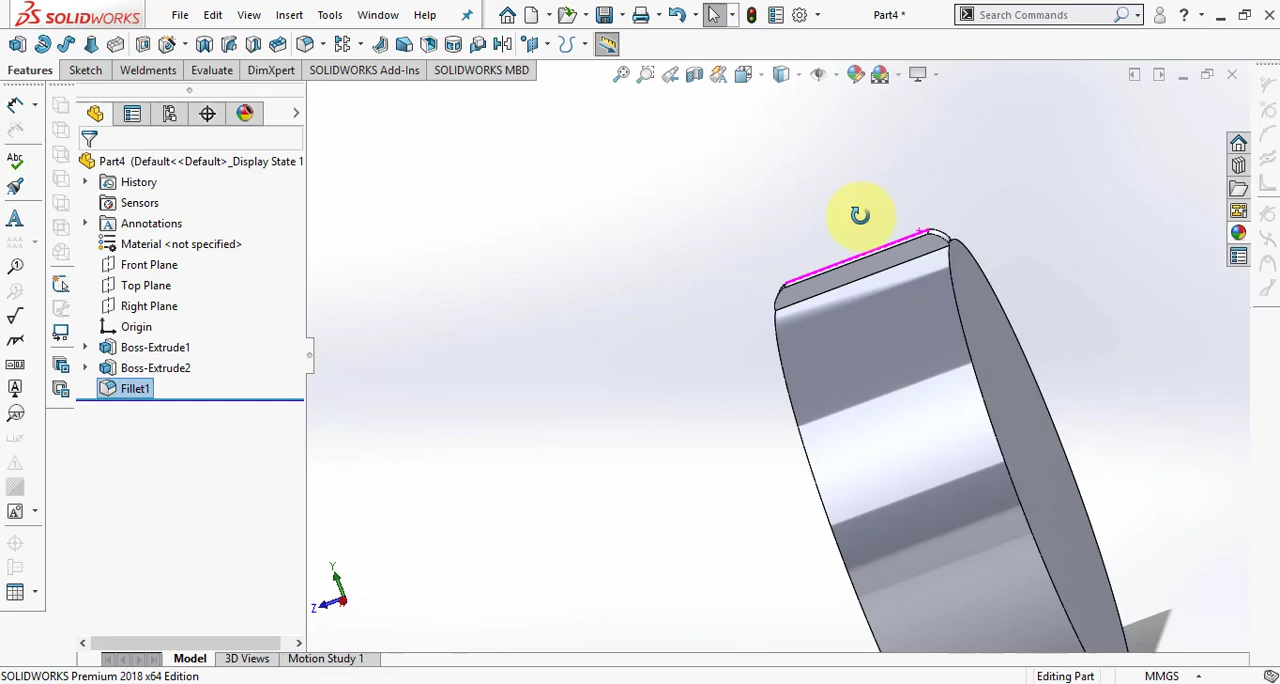 SOLIDWORKS
File
Edit
View
Insert
Tools
Window
Help
Part4 *
Search Commands
?
Features
Sketch
Weldments
Evaluate
DimXpert
SOLIDWORKS Add-Ins
SOLIDWORKS MBD
Part4 (Default<<Default>_Display State 1
History
Sensors
Annotations
Material <not specified>
Front Plane
Top Plane
Right Plane
Origin
Boss-Extrude1
Boss-Extrude2
Fillet1
Abc
A
Y
Z
Model
3D Views
Motion Study 1
SOLIDWORKS Premium 2018 x64 Edition
Editing Part
MMGS